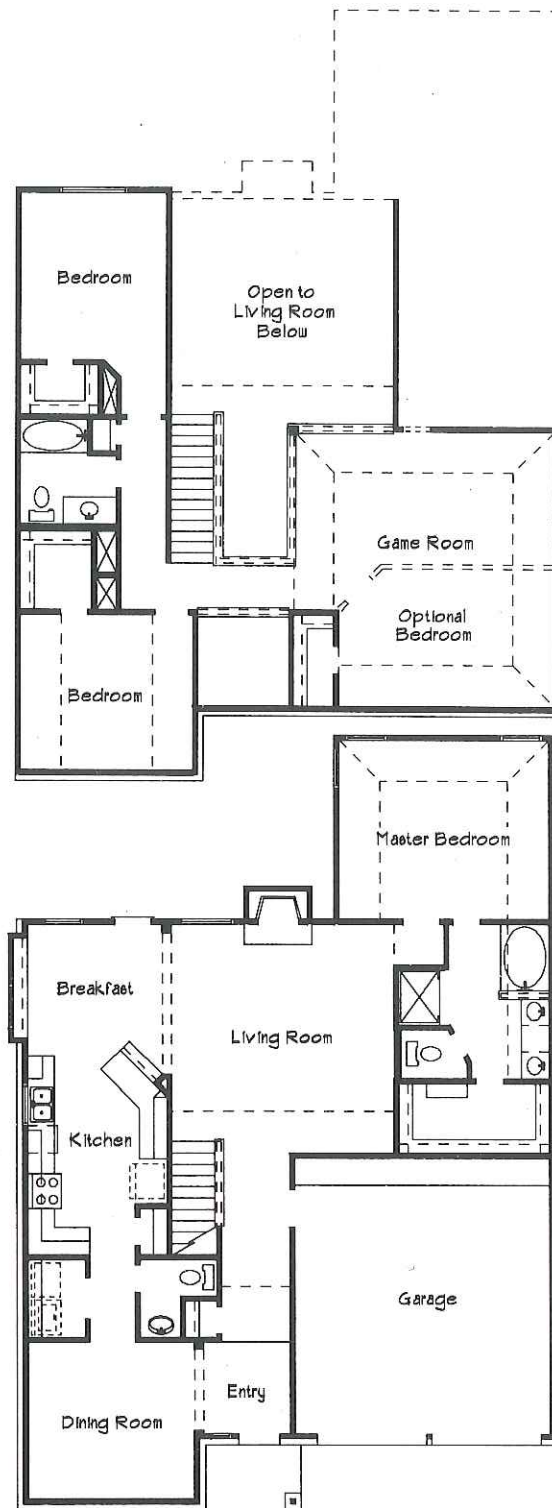 Bedroom
Open to
Living Room
Below
Game Room
Optional
Bedroom
Bedroom
Master Bedroom
Breakfast
Living Room
Kitchen
Garage
Entry
Dining Room